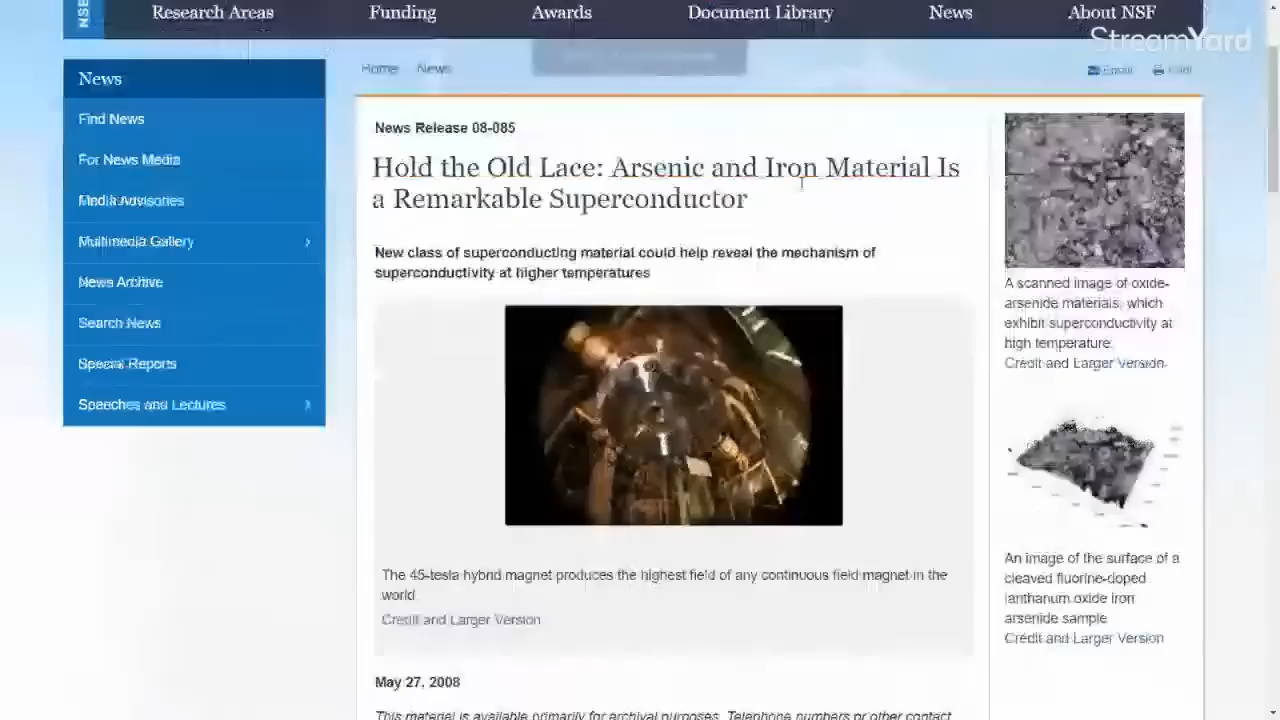 NSF
Research Areas
Funding
Awards
Document Library
News
About NSF
StreamYard
News
Find News
For News Media
Media Advisories
Multimedia Gallery
News Archive
Search News
Special Reports
Speeches and Lectures
Home News
Email Print
News Release 08-085
Hold the Old Lace: Arsenic and Iron Material Is
a Remarkable Superconductor
New class of superconducting material could help reveal the mechanism of
superconductivity at higher temperatures
The 45-tesla hybrid magnet produces the highest field of any continuous field magnet in the
world
Credit and Larger Version
May 27, 2008
This material is available primarily for archival purposes. Telephone numbers or other contact
A scanned image of oxide-
arsenide materials, which
exhibit superconductivity at
high temperature.
Credit and Larger Version
An image of the surface of a
cleaved fluorine-doped
lanthanum oxide iron
arsenide sample
Credit and Larger Version